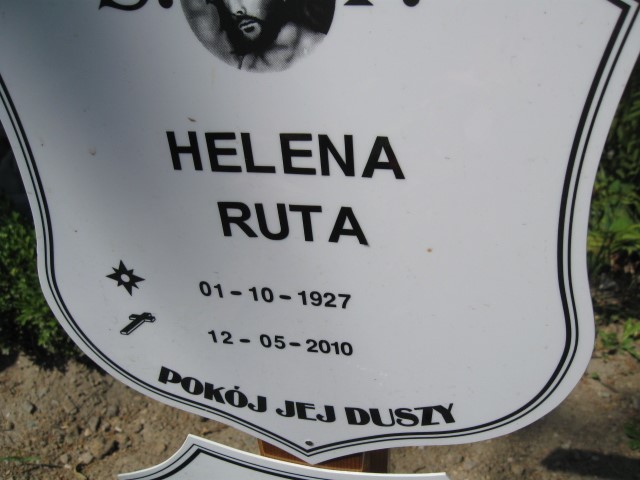 Ś. P.
HELENA
RUTA
01-10-1927
12-05-2010
POKÓJ JEJ DUSZY